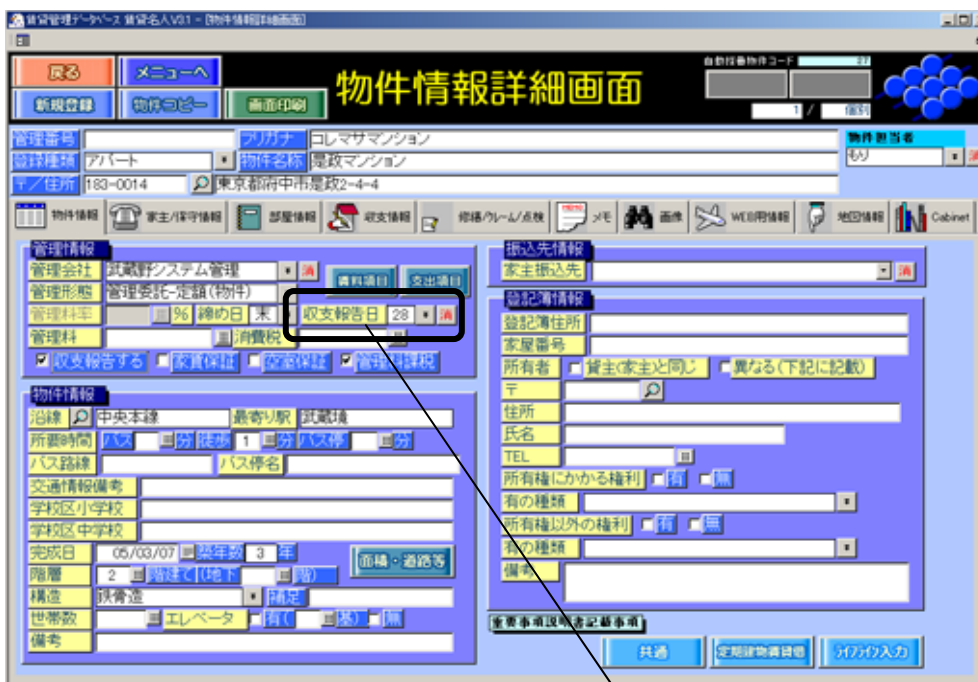 賃貸管理データベース 賃貸名人V3.1 - [物件情報詳細画面]
戻る メニューへ
新規登録 物件コピー 画面印刷
物件情報詳細画面
自動採番物件コード 27
1 / 個別
管理番号 フリガナ コレマサマンション 物件担当者
登録種類 アパート 物件名称 是政マンション もり 消
〒／住所 183-0014 東京都府中市是政2-4-4
物件情報 家主/保守情報 部屋情報 収支情報 修繕/クレーム/点検 メモ 画像 WEB用情報 地図情報 Cabinet
管理情報
管理会社 武蔵野システム管理 消 賃料項目 支出項目
管理形態 管理委託-定額(物件)
管理料率 % 締め日 末 収支報告日 28 消
管理料 消費税
収支報告する 家賃保証 空室保証 管理料課税
物件情報
沿線 中央本線 最寄り駅 武蔵境
所要時間 バス 分 徒歩 1 分 バス停 分
バス路線 バス停名
交通情報備考
学校区小学校
学校区中学校
完成日 05/03/07 築年数 3 年 面積・道路等
階層 2 階建て (地下 階)
構造 鉄骨造 補足
世帯数 エレベータ 有( 基) 無
備考
振込先情報
家主振込先 消
登記簿情報
登記簿住所
家屋番号
所有者 貸主(家主)と同じ 異なる(下記に記載)
〒
住所
氏名
TEL
所有権にかかる権利 有 無
有の種類
所有権以外の権利 有 無
有の種類
備考
重要事項説明書記載事項
共通 定期建物賃貸借 ライフライン入力